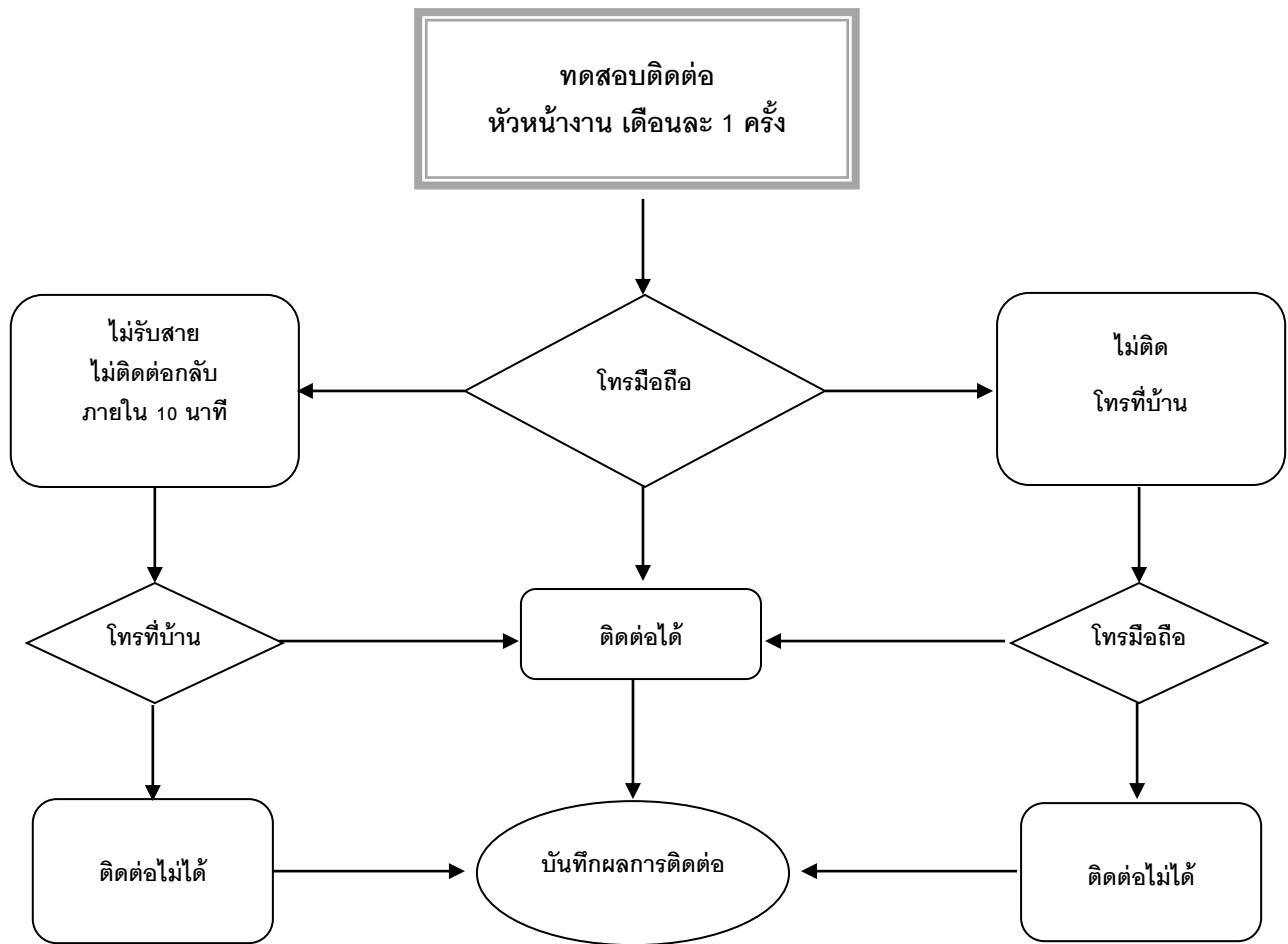 ทดสอบติดต่อ
หัวหน้างาน เดือนละ 1 ครั้ง
ไม่รับสาย
ไม่ติดต่อกลับ
ภายใน 10 นาที
โทรมือถือ
ไม่ติด
โทรที่บ้าน
โทรที่บ้าน
ติดต่อได้
โทรมือถือ
ติดต่อไม่ได้
บันทึกผลการติดต่อ
ติดต่อไม่ได้